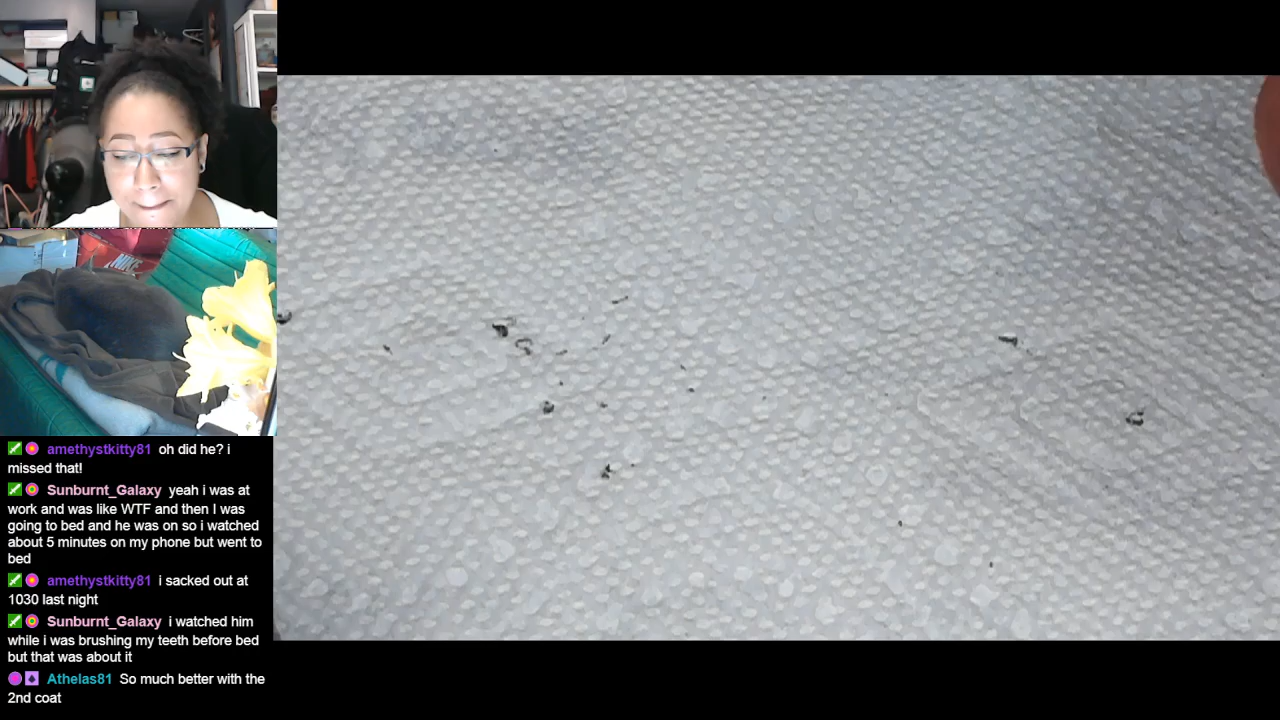 amethystkitty81 oh did he? i
missed that!
Sunburnt_Galaxy yeah i was at
work and was like WTF and then I was
going to bed and he was on so i watched
about 5 minutes on my phone but went to
bed
amethystkitty81 i sacked out at
1030 last night
Sunburnt_Galaxy i watched him
while i was brushing my teeth before bed
but that was about it
Athelas81 So much better with the
2nd coat